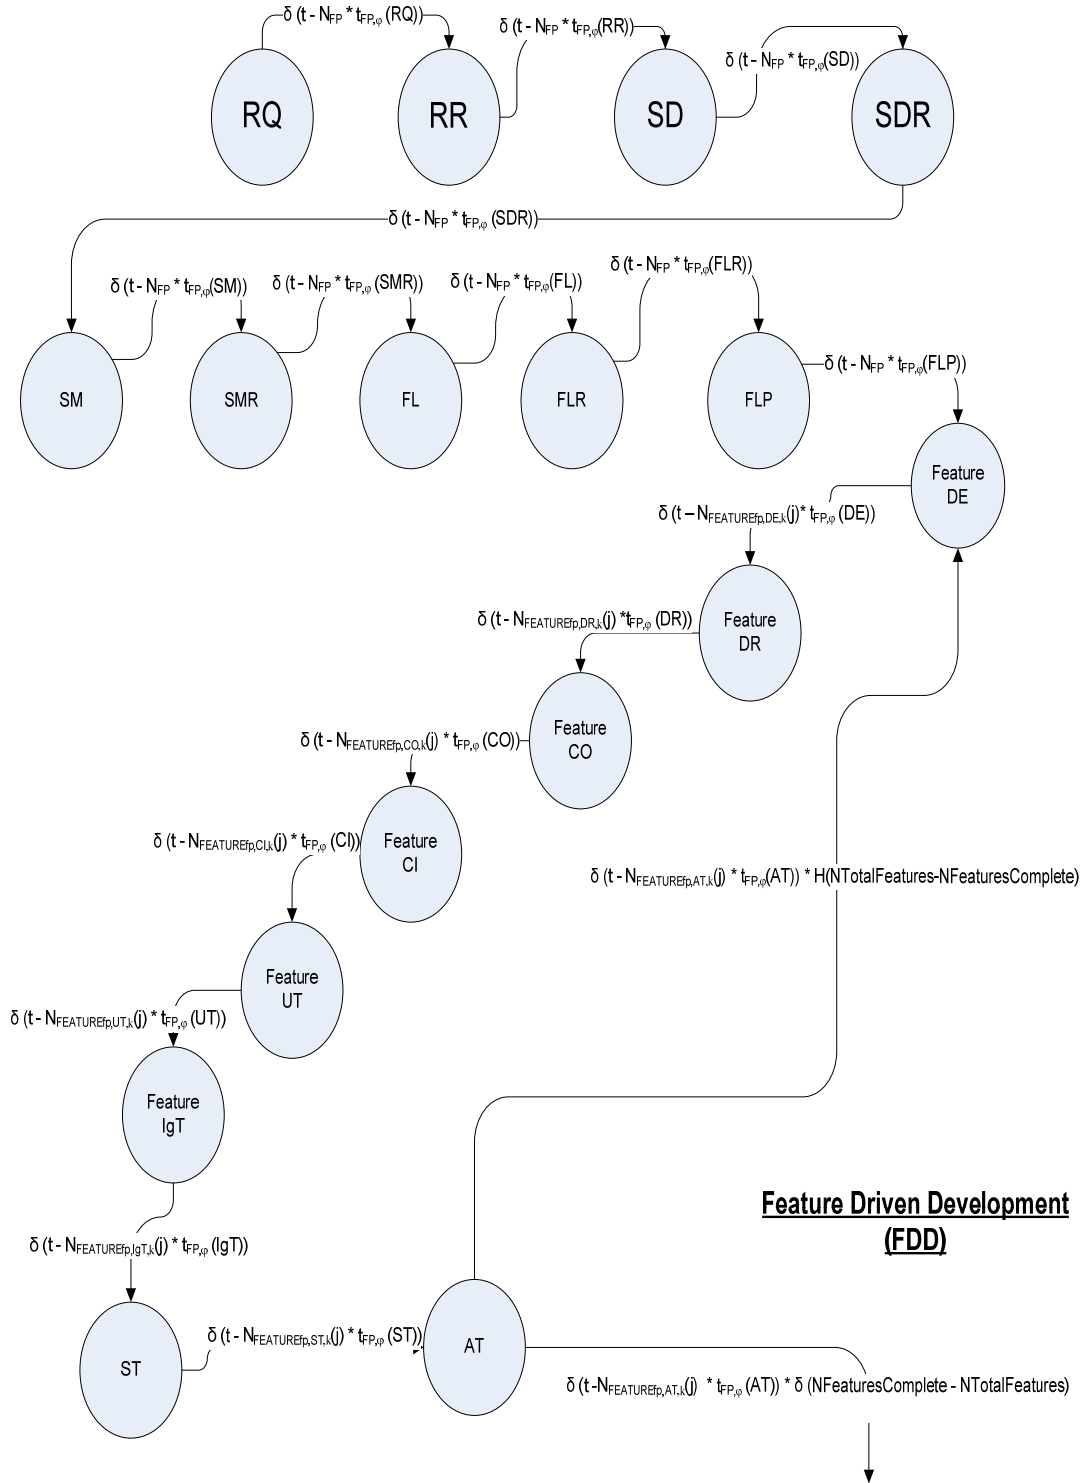 δ (t - NFP * tFP,φ (RQ))
δ (t - NFP * tFP,φ(RR))
δ (t - NFP * tFP,φ(SD))
RQ
RR
SD
SDR
δ (t - NFP * tFP,φ (SDR))
δ (t - NFP * tFP,φ(SM))
δ (t - NFP * tFP,φ (SMR))
δ (t - NFP * tFP,φ(FL))
δ (t - NFP * tFP,φ(FLR))
δ (t - NFP * tFP,φ(FLP))
SM
SMR
FL
FLR
FLP
Feature
DE
δ (t – NFEATUREfp,DE,k(j)* tFP,φ (DE))
Feature
DR
δ (t - NFEATUREfp,DR,k(j) *tFP,φ (DR))
Feature
CO
δ (t - NFEATUREfp,CO,k(j) * tFP,φ (CO))
Feature
CI
δ (t - NFEATUREfp,CI,k(j) * tFP,φ (CI))
δ (t - NFEATUREfp,AT,k(j) * tFP,φ(AT)) * H(NTotalFeatures-NFeaturesComplete)
Feature
UT
δ (t - NFEATUREfp,UT,k(j) * tFP,φ (UT))
Feature
IgT
δ (t - NFEATUREfp,IgT,k(j) * tFP,φ (IgT))
Feature Driven Development
(FDD)
ST
δ (t - NFEATUREfp,ST,k(j) * tFP,φ (ST))
AT
δ (t-NFEATUREfp,AT,k(j) * tFP,φ (AT)) * δ (NFeaturesComplete - NTotalFeatures)